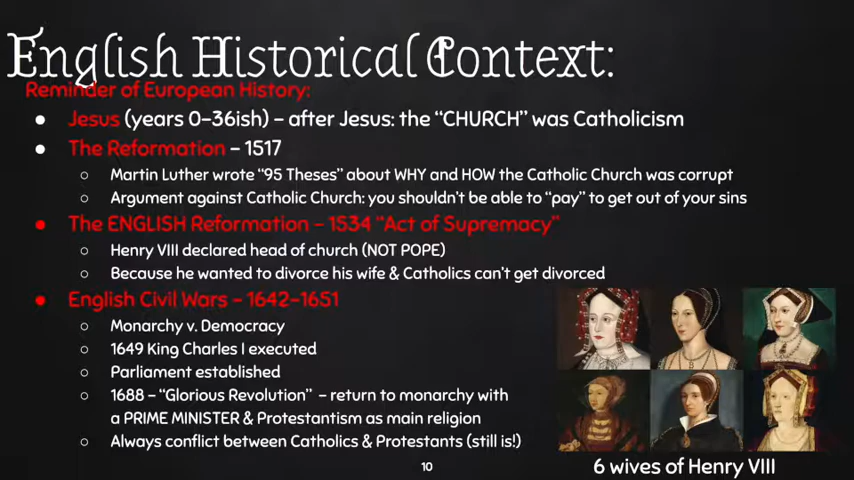 English Historical Context:
Reminder of European History:
● Jesus (years 0-36ish) - after Jesus: the “CHURCH” was Catholicism
● The Reformation - 1517
○ Martin Luther wrote “95 Theses” about WHY and HOW the Catholic Church was corrupt
○ Argument against Catholic Church: you shouldn't be able to “pay” to get out of your sins
● The ENGLISH Reformation - 1534 “Act of Supremacy”
○ Henry VIII declared head of church (NOT POPE)
○ Because he wanted to divorce his wife & Catholics can't get divorced
● English Civil Wars - 1642-1651
○ Monarchy v. Democracy
○ 1649 King Charles I executed
○ Parliament established
○ 1688 - “Glorious Revolution” - return to monarchy with
a PRIME MINISTER & Protestantism as main religion
○ Always conflict between Catholics & Protestants (still is!)
10
6 wives of Henry VIII